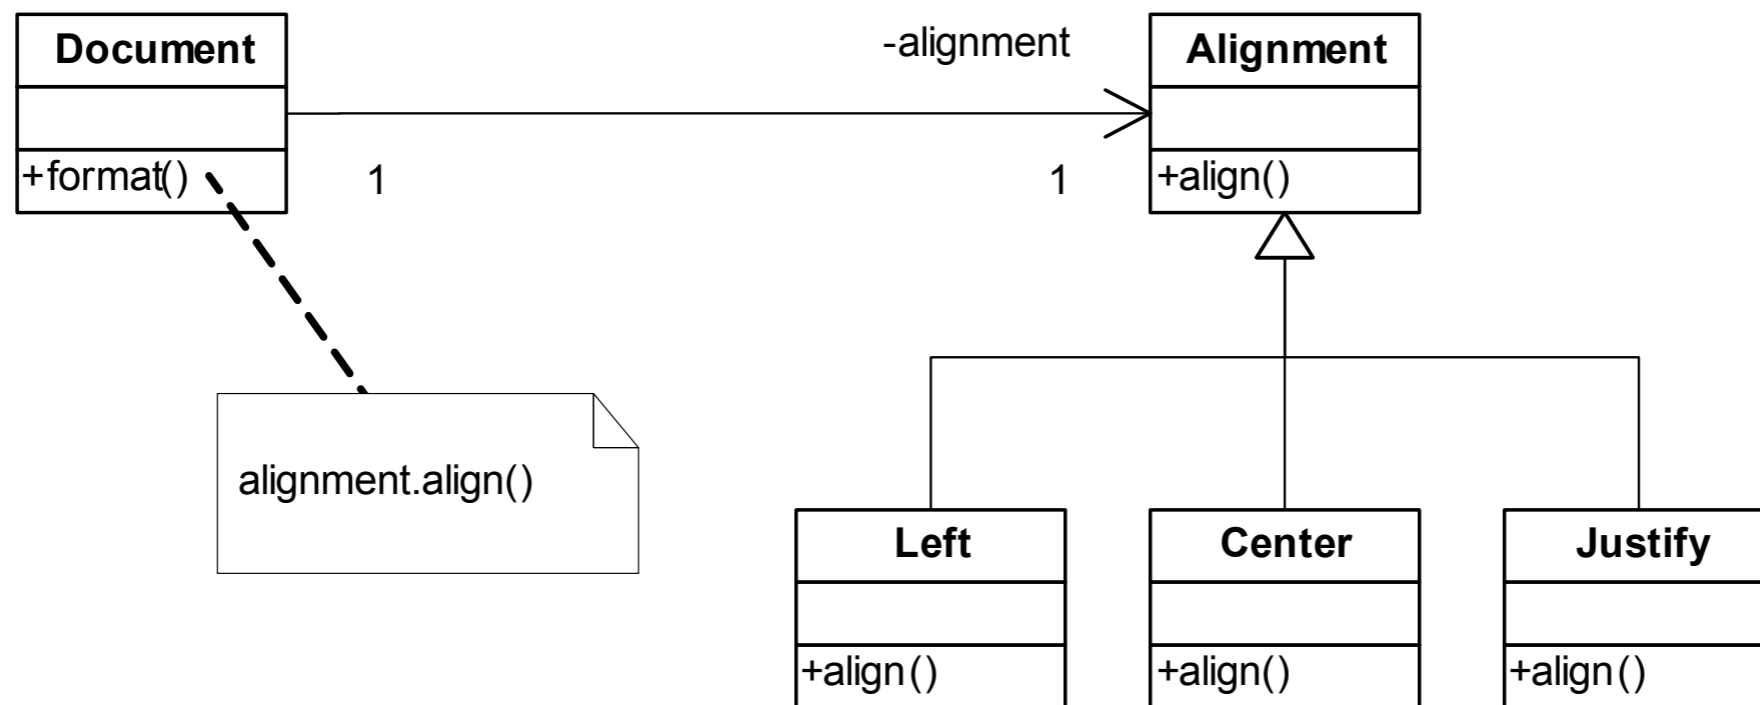 Document
-alignment
Alignment
+format()
1
1
+align()
alignment.align()
Left
Center
Justify
+align()
+align()
+align()